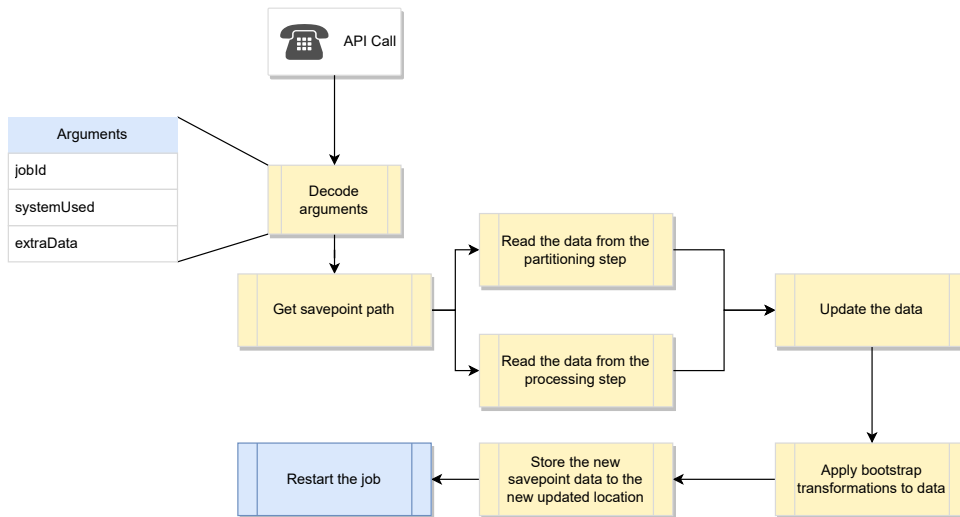 API Call
Arguments
jobId
systemUsed
extraData
Decode
arguments
Get savepoint path
Read the data from the
partitioning step
Read the data from the
processing step
Update the data
Apply bootstrap
transformations to data
Store the new
savepoint data to the
new updated location
Restart the job